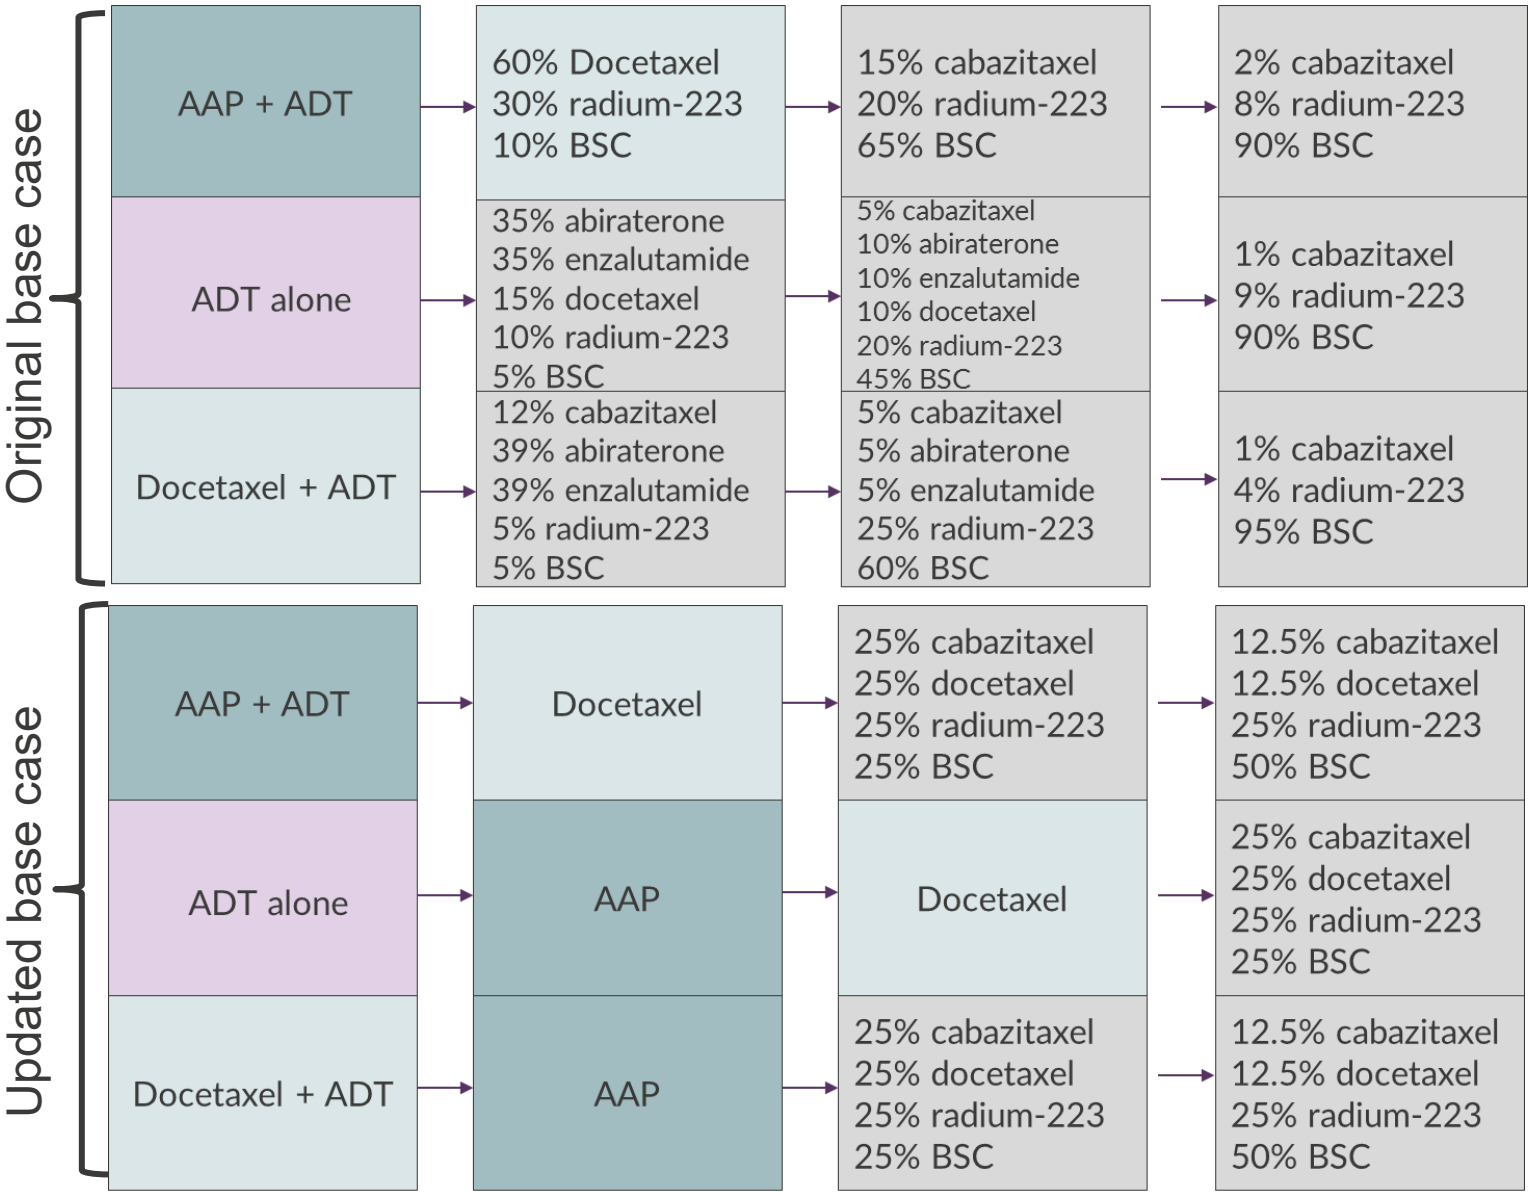 Original base case
AAP + ADT
60% Docetaxel
30% radium-223
10% BSC
15% cabazitaxel
20% radium-223
65% BSC
2% cabazitaxel
8% radium-223
90% BSC
ADT alone
35% abiraterone
35% enzalutamide
15% docetaxel
10% radium-223
5% BSC
5% cabazitaxel
10% abiraterone
10% enzalutamide
10% docetaxel
20% radium-223
45% BSC
1% cabazitaxel
9% radium-223
90% BSC
Docetaxel + ADT
12% cabazitaxel
39% abiraterone
39% enzalutamide
5% radium-223
5% BSC
5% cabazitaxel
5% abiraterone
5% enzalutamide
25% radium-223
60% BSC
1% cabazitaxel
4% radium-223
95% BSC
Updated base case
AAP + ADT
Docetaxel
25% cabazitaxel
25% docetaxel
25% radium-223
25% BSC
12.5% cabazitaxel
12.5% docetaxel
25% radium-223
50% BSC
ADT alone
AAP
Docetaxel
25% cabazitaxel
25% docetaxel
25% radium-223
25% BSC
Docetaxel + ADT
AAP
25% cabazitaxel
25% docetaxel
25% radium-223
25% BSC
12.5% cabazitaxel
12.5% docetaxel
25% radium-223
50% BSC